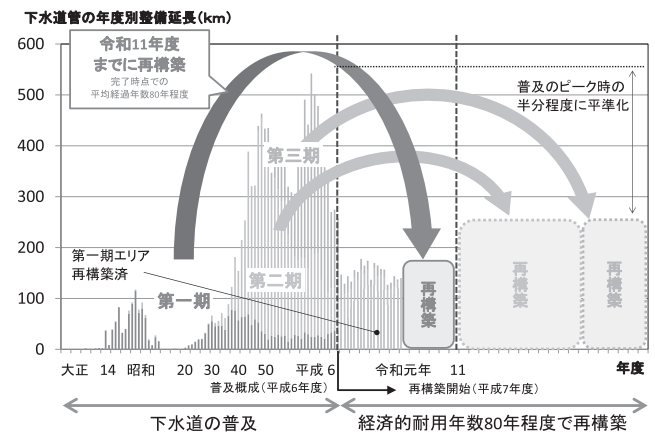 下水道管の年度別整備延長(km)
600
500
400
300
200
100
0
令和11年度
までに再構築
完了時点での
平均経過年数80年程度
普及のピーク時の
半分程度に平準化
第三期
第二期
第一期
第一期エリア
再構築済
再構築
再構築
再構築
大正 14 昭和 20 30 40 50 平成 6 令和元年 11 年度
普及概成(平成6年度)
再構築開始(平成7年度)
下水道の普及
経済的耐用年数80年程度で再構築